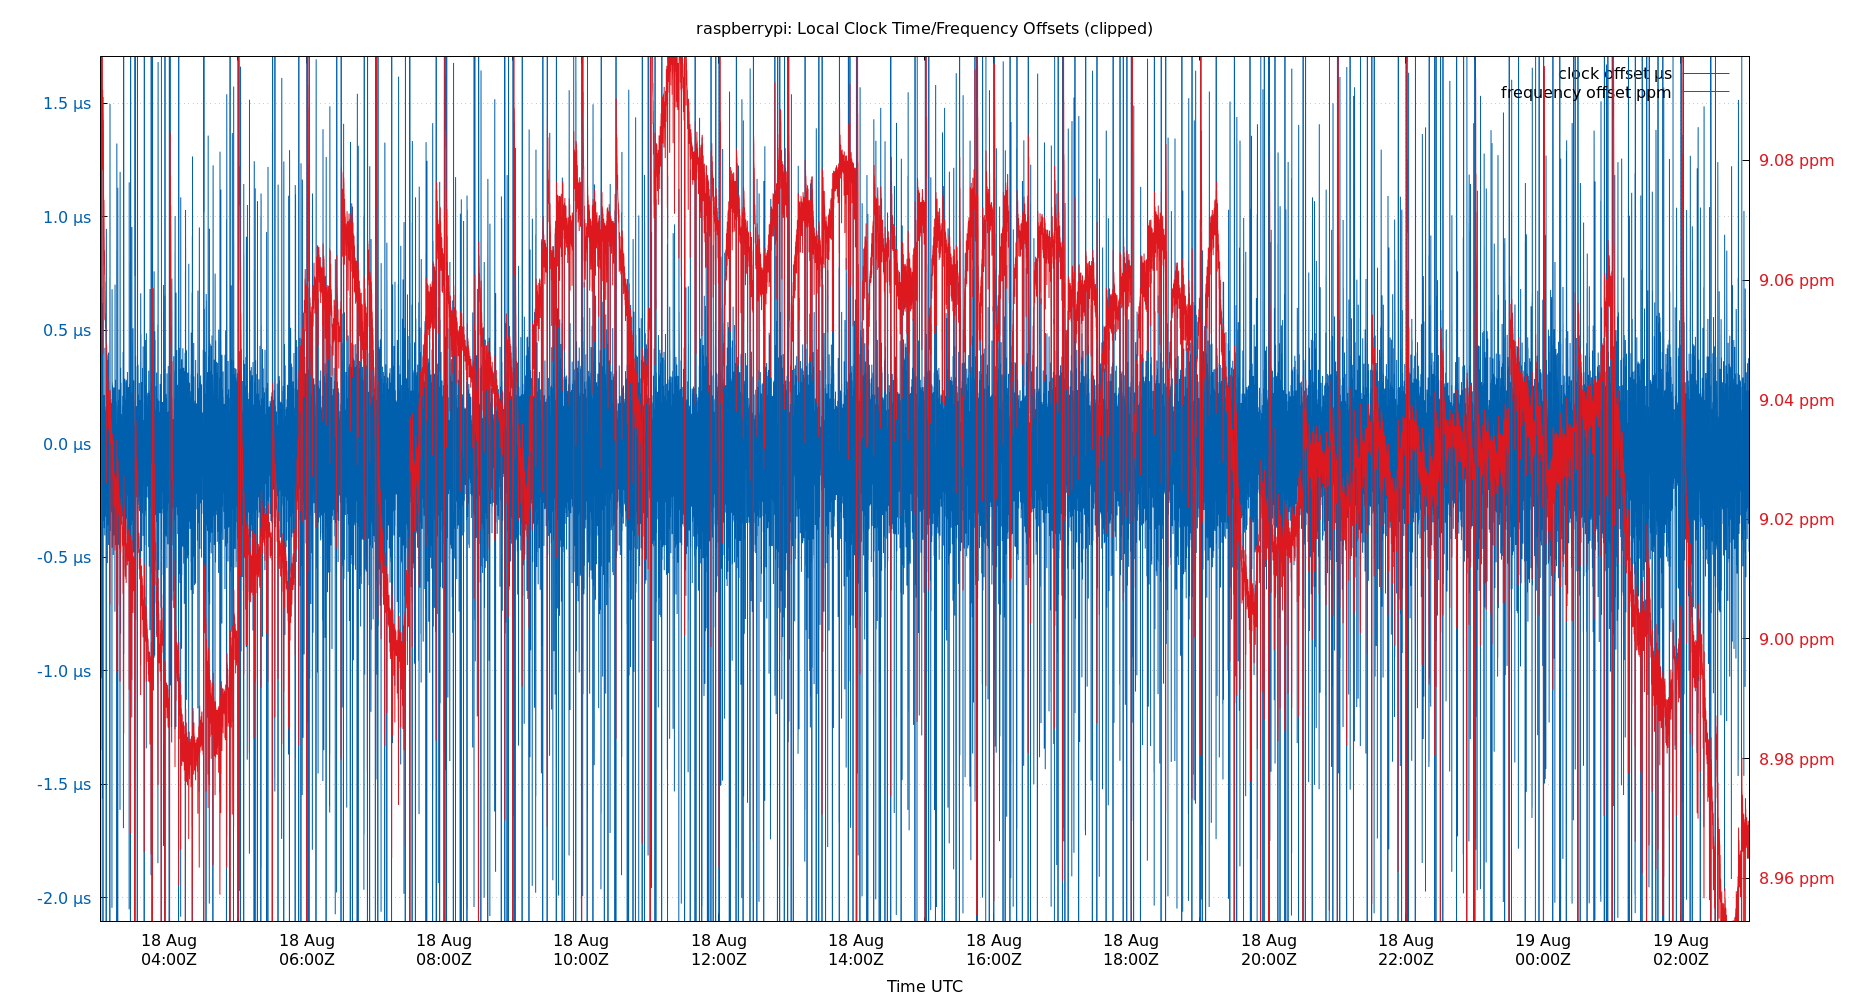 raspberrypi: Local Clock Time/Frequency Offsets (clipped)
clock offset µs
frequency offset ppm
1.5 µs
1.0 µs
0.5 µs
0.0 µs
-0.5 µs
-1.0 µs
-1.5 µs
-2.0 µs
9.08 ppm
9.06 ppm
9.04 ppm
9.02 ppm
9.00 ppm
8.98 ppm
8.96 ppm
18 Aug 18 Aug 18 Aug 18 Aug 18 Aug 18 Aug 18 Aug 18 Aug 18 Aug 18 Aug 19 Aug 19 Aug
04:00Z 06:00Z 08:00Z 10:00Z 12:00Z 14:00Z 16:00Z 18:00Z 20:00Z 22:00Z 00:00Z 02:00Z
Time UTC